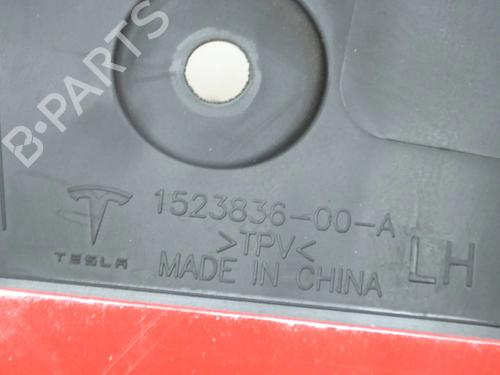 B-PARTS
1523836-00-A
>TPV<
MADE IN CHINA
LH
TESLA